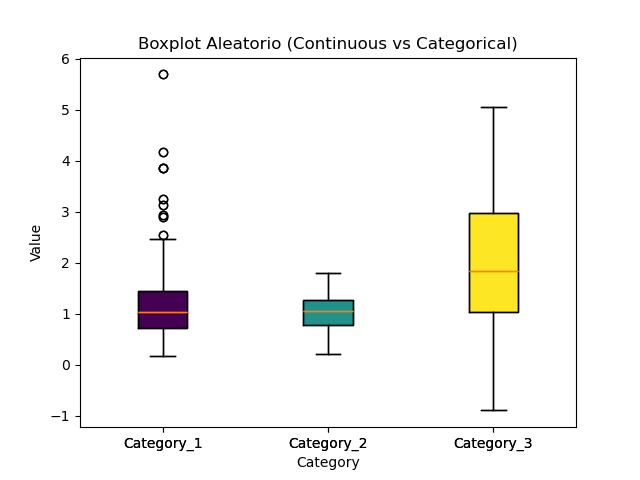 Boxplot Aleatorio (Continuous vs Categorical)
6
5
4
3
2
1
0
−1
Value
Category_1 Category_2 Category_3
Category